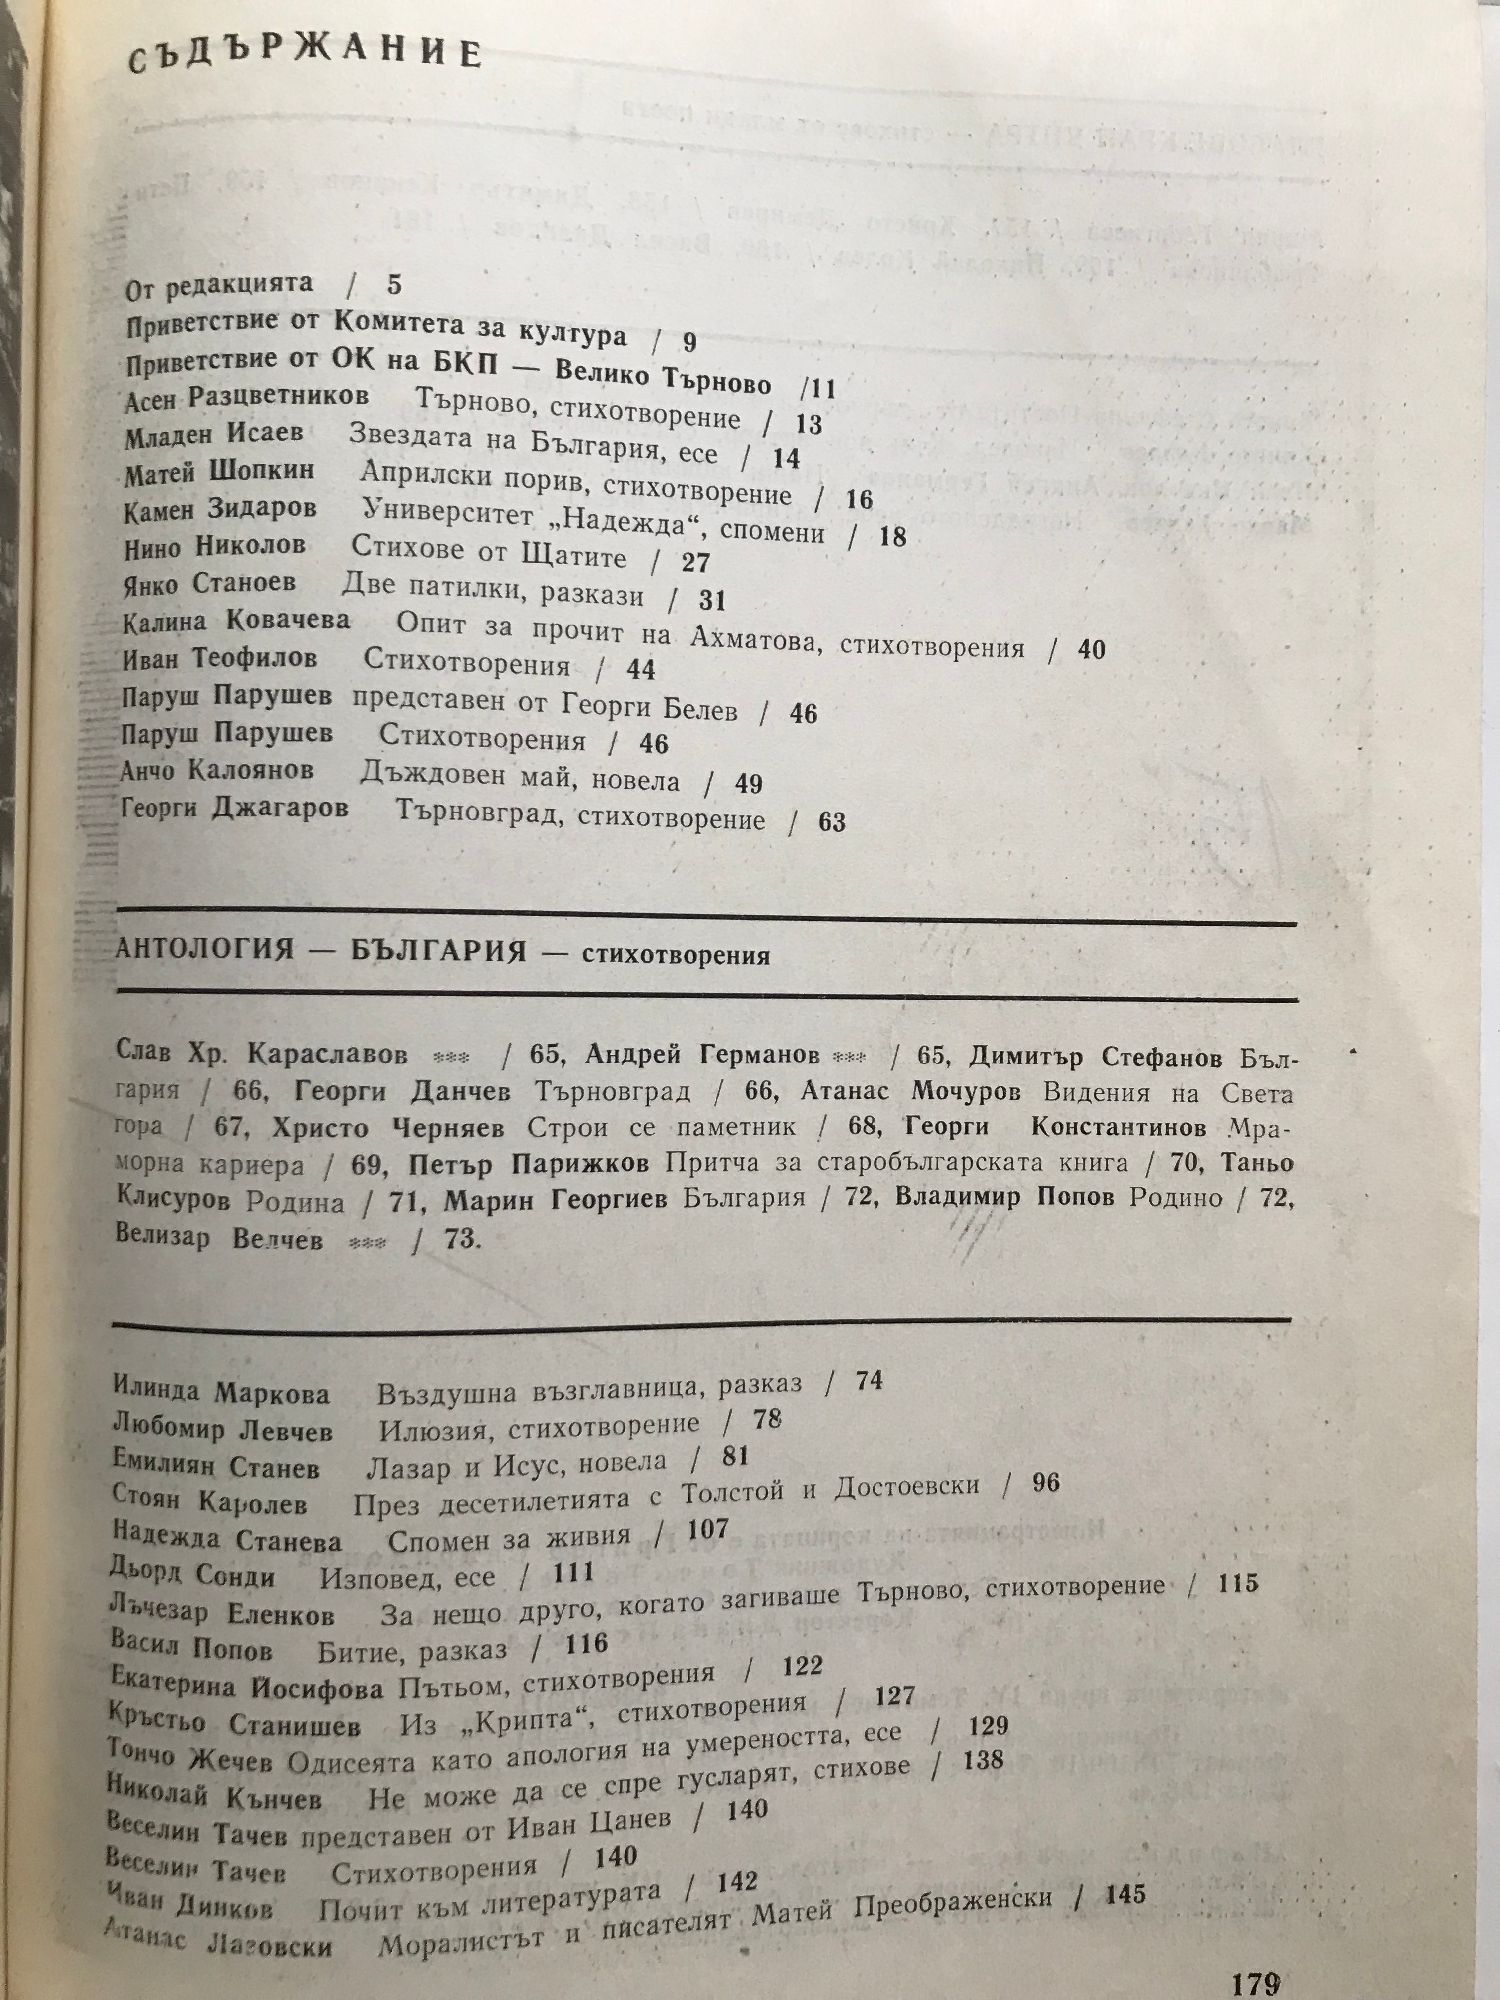 СЪДЪРЖАНИЕ
От редакцията / 5
Приветствие от Комитета за култура / 9
Приветствие от ОК на БКП — Велико Търново /11
Асен Разцветников Търново, стихотворение / 13
Младен Исаев Звездата на България, есе / 14
Матей Шопкин Априлски порив, стихотворение / 16
Камен Зидаров Университет „Надежда“, спомени / 18
Нино Николов Стихове от Щатите / 27
Янко Станоев Две патилки, разкази / 31
Калина Ковачева Опит за прочит на Ахматова, стихотворения / 40
Иван Теофилов Стихотворения / 44
Паруш Парушев представен от Георги Белев / 46
Паруш Парушев Стихотворения / 46
Анчо Калоянов Дъждовен май, новела / 49
Георги Джагаров Търновград, стихотворение / 63
АНТОЛОГИЯ — БЪЛГАРИЯ — стихотворения
Слав Хр. Караславов *** / 65, Андрей Германов *** / 65, Димитър Стефанов Бъл-
гария / 66, Георги Данчев Търновград / 66, Атанас Мочуров Видения на Света
гора / 67, Христо Черняев Строи се паметник / 68, Георги Константинов Мра-
морна кариера / 69, Петър Парижков Притча за старобългарската книга / 70, Таньо
Клисуров Родина / 71, Марин Георгиев България / 72, Владимир Попов Родино / 72,
Велизар Велчев *** / 73.
Илинда Маркова Въздушна възглавница, разказ / 74
Любомир Левчев Илюзия, стихотворение / 78
Емилиян Станев Лазар и Исус, новела / 81
Стоян Каролев През десетилетията с Толстой и Достоевски / 96
Надежда Станева Спомен за живия / 107
Дьорд Сонди Изповед, есе / 111
Лъчезар Еленков За нещо друго, когато загиваше Търново, стихотворение / 115
Васил Попов Битие, разказ / 116
Екатерина Йосифова Пътьом, стихотворения / 122
Кръстьо Станишев Из „Крипта“, стихотворения / 127
Тончо Жечев Одисеята като апология на умереността, есе / 129
Николай Кънчев Не може да се спре гусларят, стихове / 138
Веселин Тачев представен от Иван Цанев / 140
Веселин Тачев Стихотворения / 140
Иван Динков Почит към литературата / 142
Атанас Лазовски Моралистът и писателят Матей Преображенски / 145
179